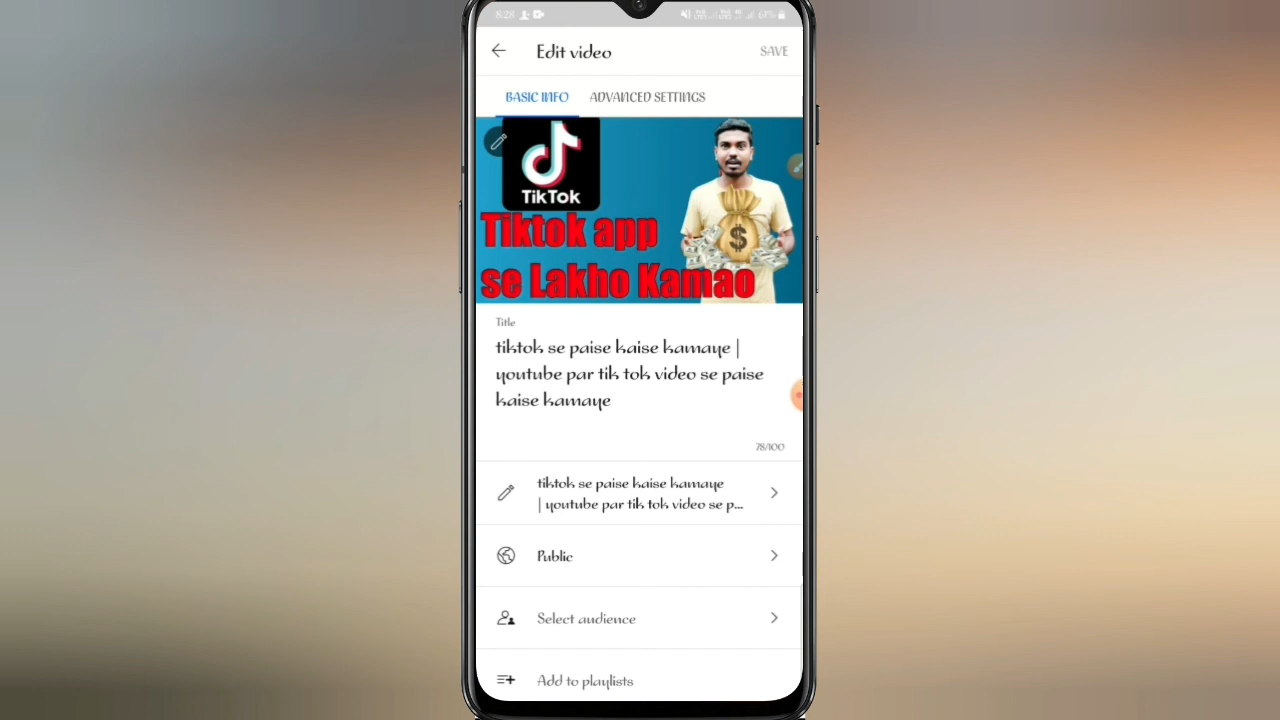 Edit video
SAVE
BASIC INFO
ADVANCED SETTINGS
TikTok
Tiktok app
$
se Lakho Kamao
Title
tiktok se paise kaise kamaye |
youtube par tik tok video se paise
kaise kamaye
78/100
tiktok se paise kaise kamaye
| youtube par tik tok video se p...
Public
Select audience
Add to playlists